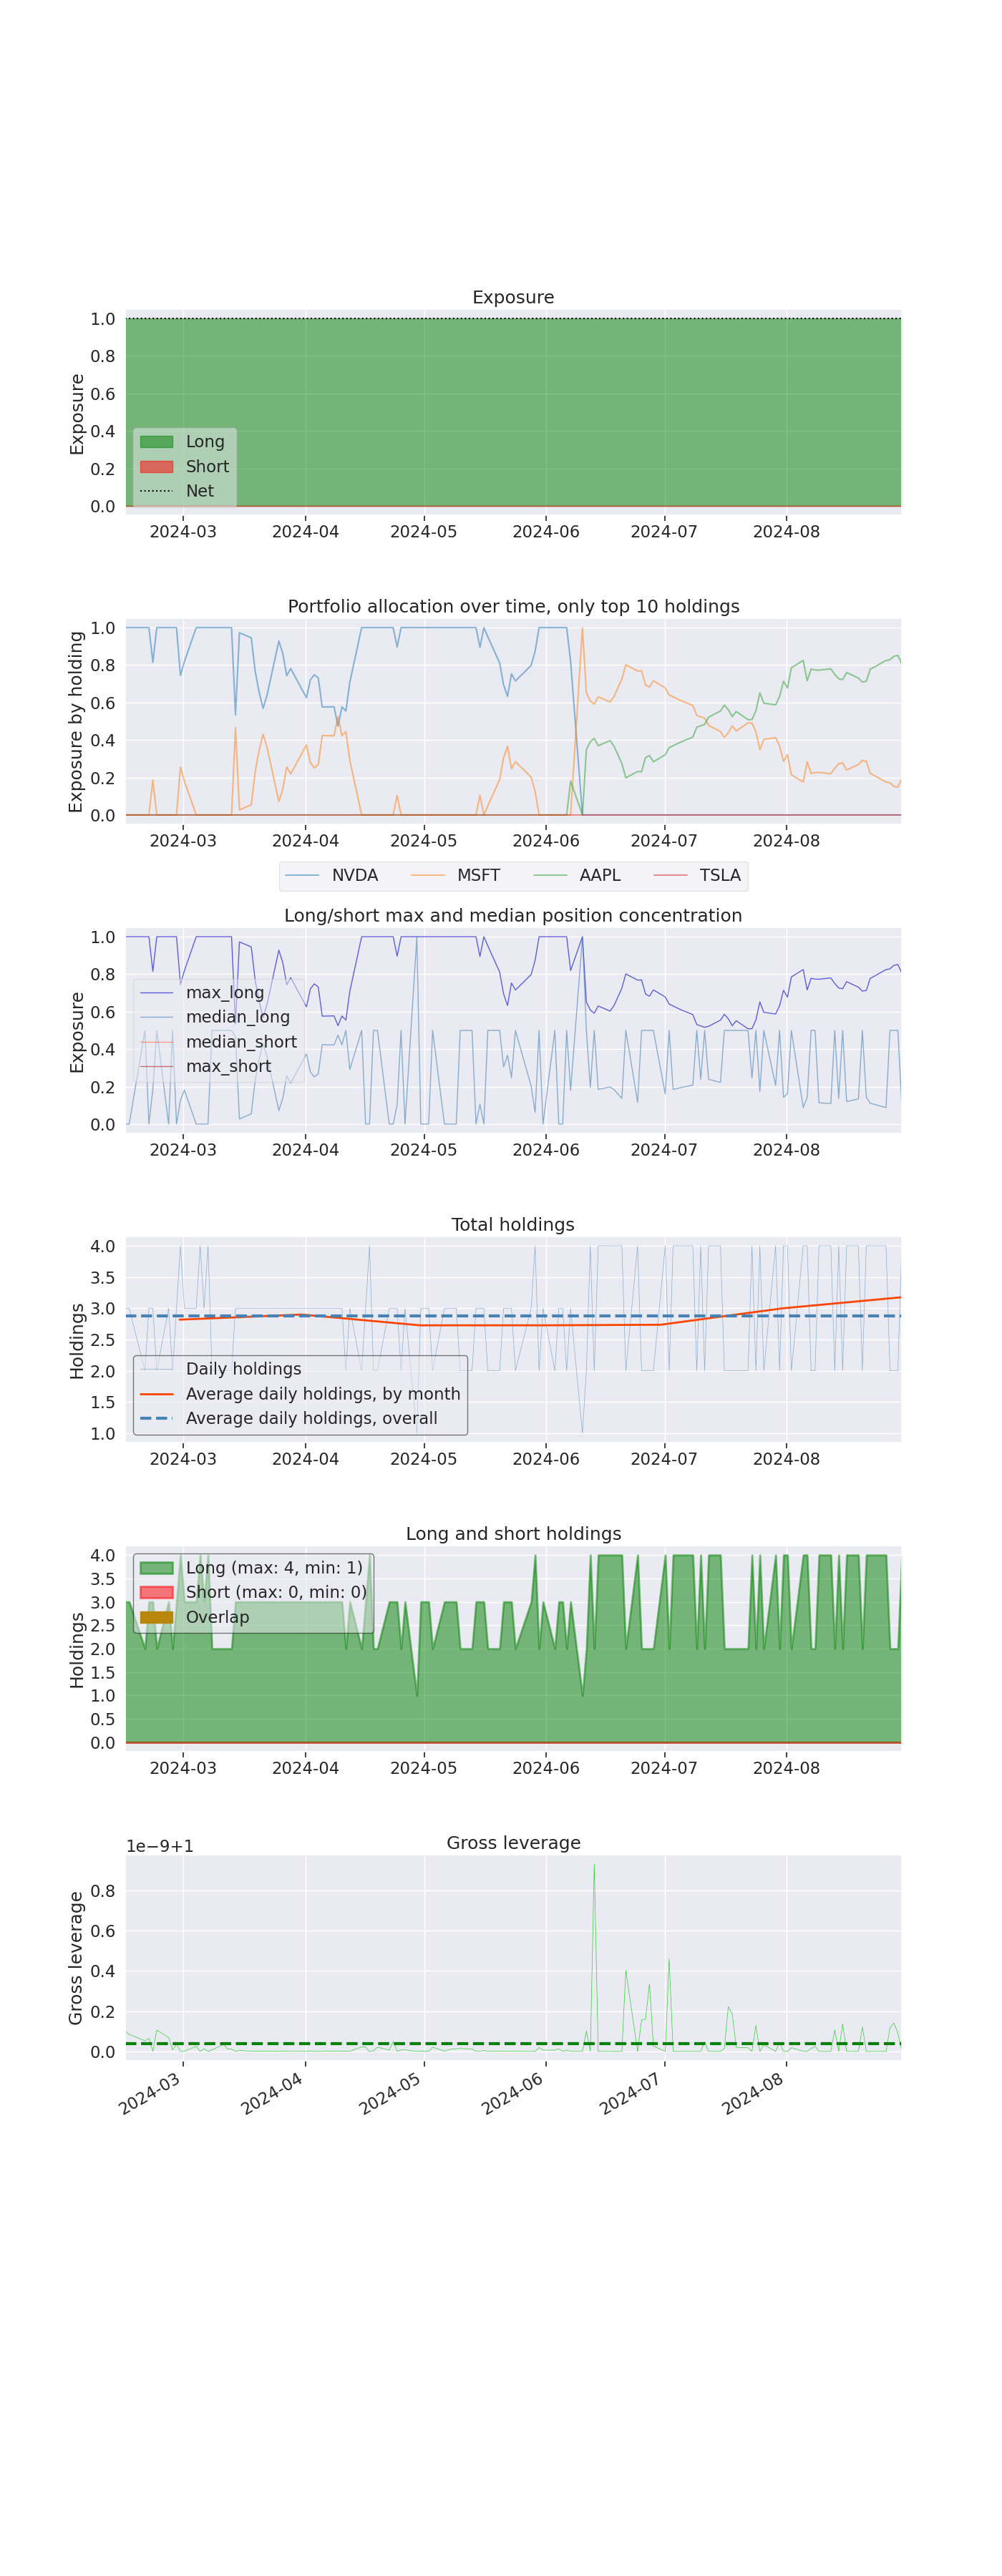 Exposure
1.0
0.8
0.6
0.4
0.2
0.0
Exposure
Long
Short
Net
2024-03 2024-04 2024-05 2024-06 2024-07 2024-08
Portfolio allocation over time, only top 10 holdings
1.0
0.8
0.6
0.4
0.2
0.0
Exposure by holding
2024-03 2024-04 2024-05 2024-06 2024-07 2024-08
NVDA MSFT AAPL TSLA
Long/short max and median position concentration
1.0
0.8
0.6
0.4
0.2
0.0
Exposure
max_long
median_long
median_short
max_short
2024-03 2024-04 2024-05 2024-06 2024-07 2024-08
Total holdings
4.0
3.5
3.0
2.5
2.0
1.5
1.0
Holdings
Daily holdings
Average daily holdings, by month
Average daily holdings, overall
2024-03 2024-04 2024-05 2024-06 2024-07 2024-08
Long and short holdings
4.0
3.5
3.0
2.5
2.0
1.5
1.0
0.5
0.0
Holdings
Long (max: 4, min: 1)
Short (max: 0, min: 0)
Overlap
2024-03 2024-04 2024-05 2024-06 2024-07 2024-08
1e−9+1
Gross leverage
0.8
0.6
0.4
0.2
0.0
Gross leverage
2024-03 2024-04 2024-05 2024-06 2024-07 2024-08